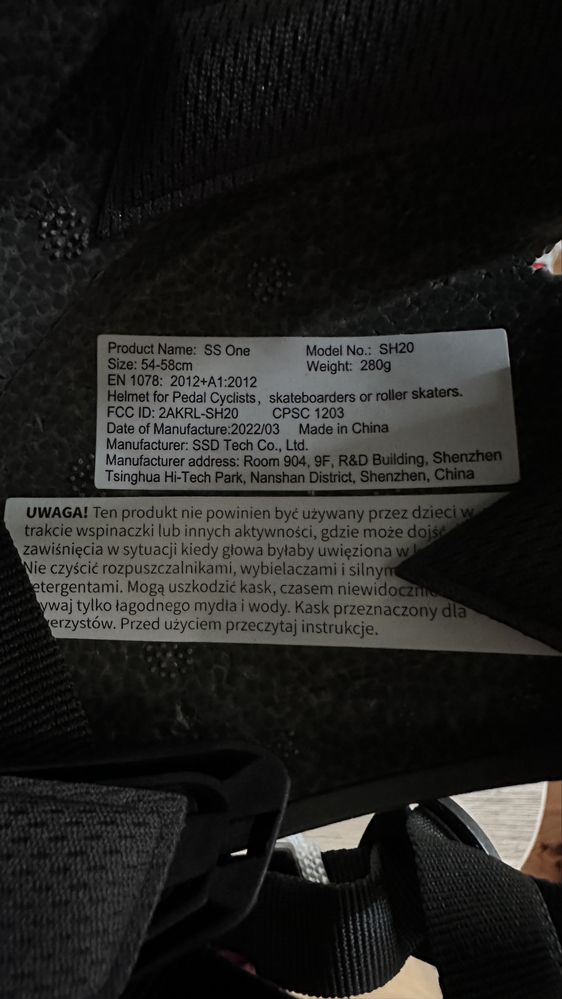 Product Name: SS One Model No.: SH20
Size: 54-58cm Weight: 280g
EN 1078: 2012+A1:2012
Helmet for Pedal Cyclists, skateboarders or roller skaters.
FCC ID: 2AKRL-SH20 CPSC 1203
Date of Manufacture:2022/03 Made in China
Manufacturer: SSD Tech Co., Ltd.
Manufacturer address: Room 904, 9F, R&D Building, Shenzhen
Tsinghua Hi-Tech Park, Nanshan District, Shenzhen, China
UWAGA! Ten produkt nie powinien być używany przez dzieci w
trakcie wspinaczki lub innych aktywności, gdzie może dojść
zawiśnięcia w sytuacji kiedy głowa byłaby uwięziona w
Nie czyścić rozpuszczalnikami, wybielaczami i silnym
etergentami. Mogą uszkodzić kask, czasem niewidoczni
ywaj tylko łagodnego mydła i wody. Kask przeznaczony dla
werzystów. Przed użyciem przeczytaj instrukcje.